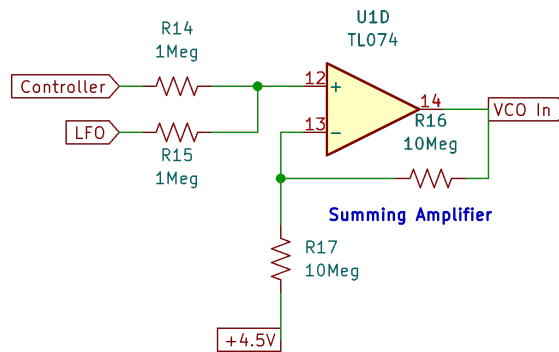 U1D
TL074
R14
1Meg
Controller
12
+
14
VCO In
LFO
13
−
R16
10Meg
R15
1Meg
Summing Amplifier
R17
10Meg
+4.5V